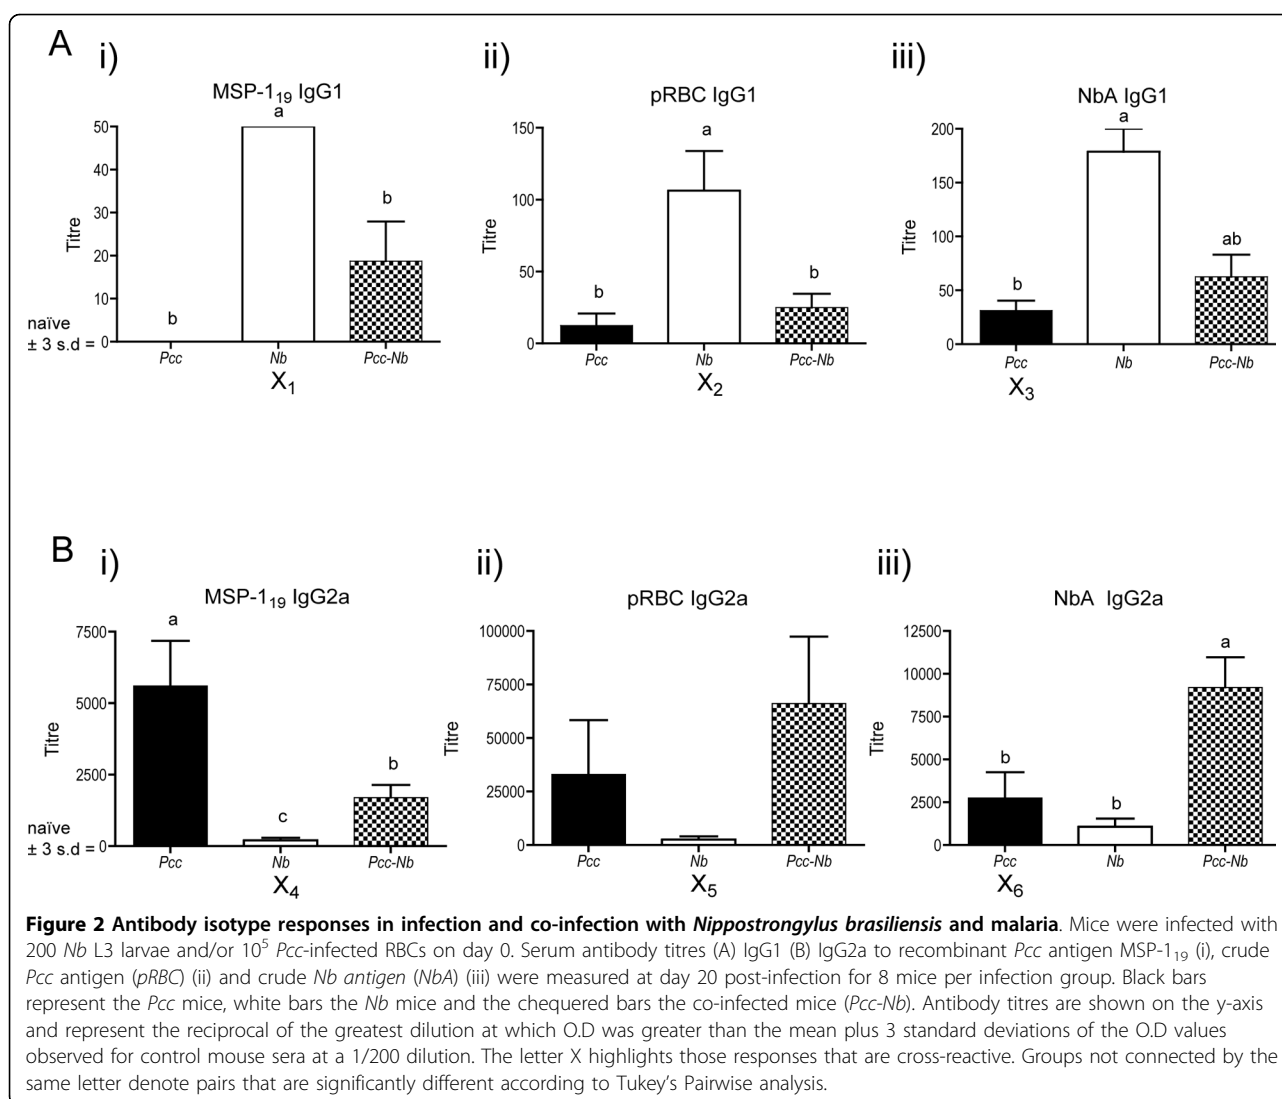 A
i)
MSP-1₁₉ IgG1
a
50
40
30
20
10
0
Titre
b
b
naïve
± 3 s.d =
Pcc
Nb
Pcc-Nb
X₁
ii)
pRBC IgG1
a
150
100
50
0
b
b
Pcc
Nb
Pcc-Nb
X₂
iii)
NbA IgG1
a
200
150
100
50
0
Titre
b
ab
Pcc
Nb
Pcc-Nb
X₃
B
i)
MSP-1₁₉ IgG2a
a
7500
5000
2500
0
Titre
c
b
naïve
± 3 s.d =
Pcc
Nb
Pcc-Nb
X₄
ii)
pRBC IgG2a
100000
75000
50000
25000
0
Titre
Pcc
Nb
Pcc-Nb
X₅
iii)
NbA IgG2a
12500
10000
7500
5000
2500
0
Titre
b
b
a
Pcc
Nb
Pcc-Nb
X₆
Figure 2 Antibody isotype responses in infection and co-infection with Nippostrongylus brasiliensis and malaria. Mice were infected with
200 Nb L3 larvae and/or 10⁵ Pcc-infected RBCs on day 0. Serum antibody titres (A) IgG1 (B) IgG2a to recombinant Pcc antigen MSP-1₁₉ (i), crude
Pcc antigen (pRBC) (ii) and crude Nb antigen (NbA) (iii) were measured at day 20 post-infection for 8 mice per infection group. Black bars
represent the Pcc mice, white bars the Nb mice and the chequered bars the co-infected mice (Pcc-Nb). Antibody titres are shown on the y-axis
and represent the reciprocal of the greatest dilution at which O.D was greater than the mean plus 3 standard deviations of the O.D values
observed for control mouse sera at a 1/200 dilution. The letter X highlights those responses that are cross-reactive. Groups not connected by the
same letter denote pairs that are significantly different according to Tukey's Pairwise analysis.